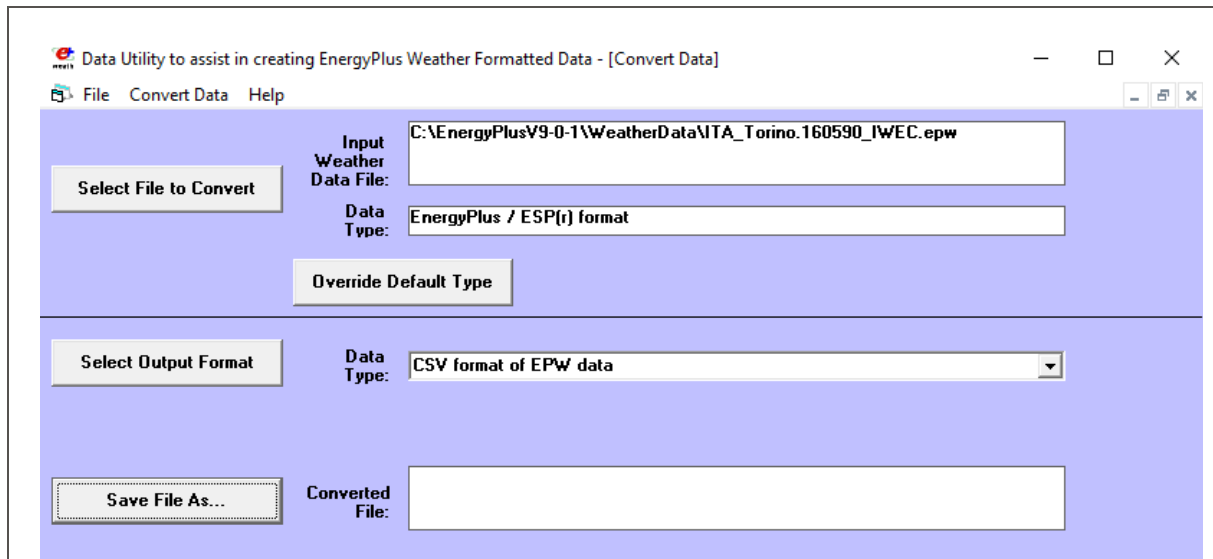 Data Utility to assist in creating EnergyPlus Weather Formatted Data - [Convert Data]
File Convert Data Help
Input
Weather
Data File:
C:\EnergyPlusV9-0-1\WeatherData\ITA_Torino.160590_IWEC.epw
Select File to Convert
Data
Type:
EnergyPlus / ESP(r) format
Override Default Type
Select Output Format
Data
Type:
CSV format of EPW data
Save File As...
Converted
File: